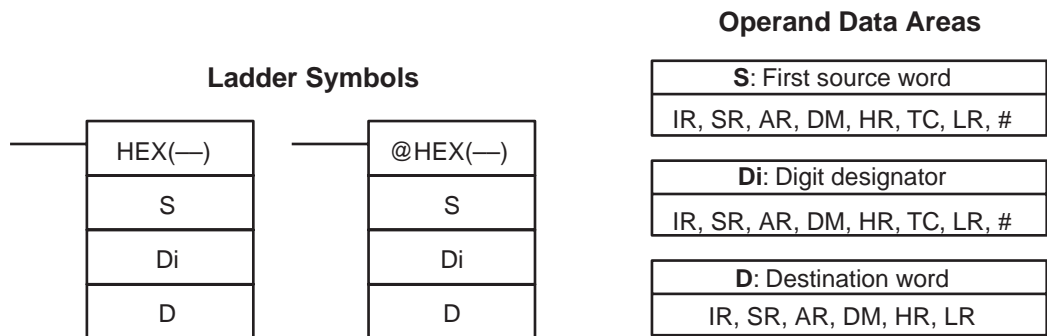 Ladder Symbols
HEX(––)
S
Di
D
@HEX(––)
S
Di
D
Operand Data Areas
S: First source word
IR, SR, AR, DM, HR, TC, LR, #
Di: Digit designator
IR, SR, AR, DM, HR, TC, LR, #
D: Destination word
IR, SR, AR, DM, HR, LR